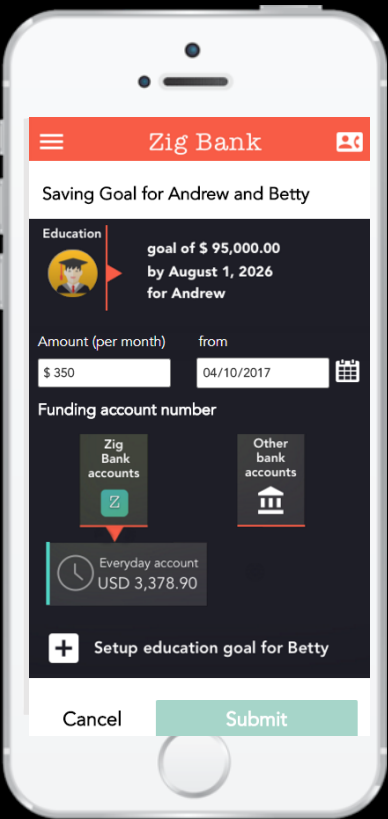 Zig Bank
Saving Goal for Andrew and Betty
Education
goal of $ 95,000.00
by August 1, 2026
for Andrew
Amount (per month)
from
$ 350
04/10/2017
Funding account number
Zig
Bank
accounts
Z
Other
bank
accounts
Everyday account
USD 3,378.90
Setup education goal for Betty
Cancel
Submit